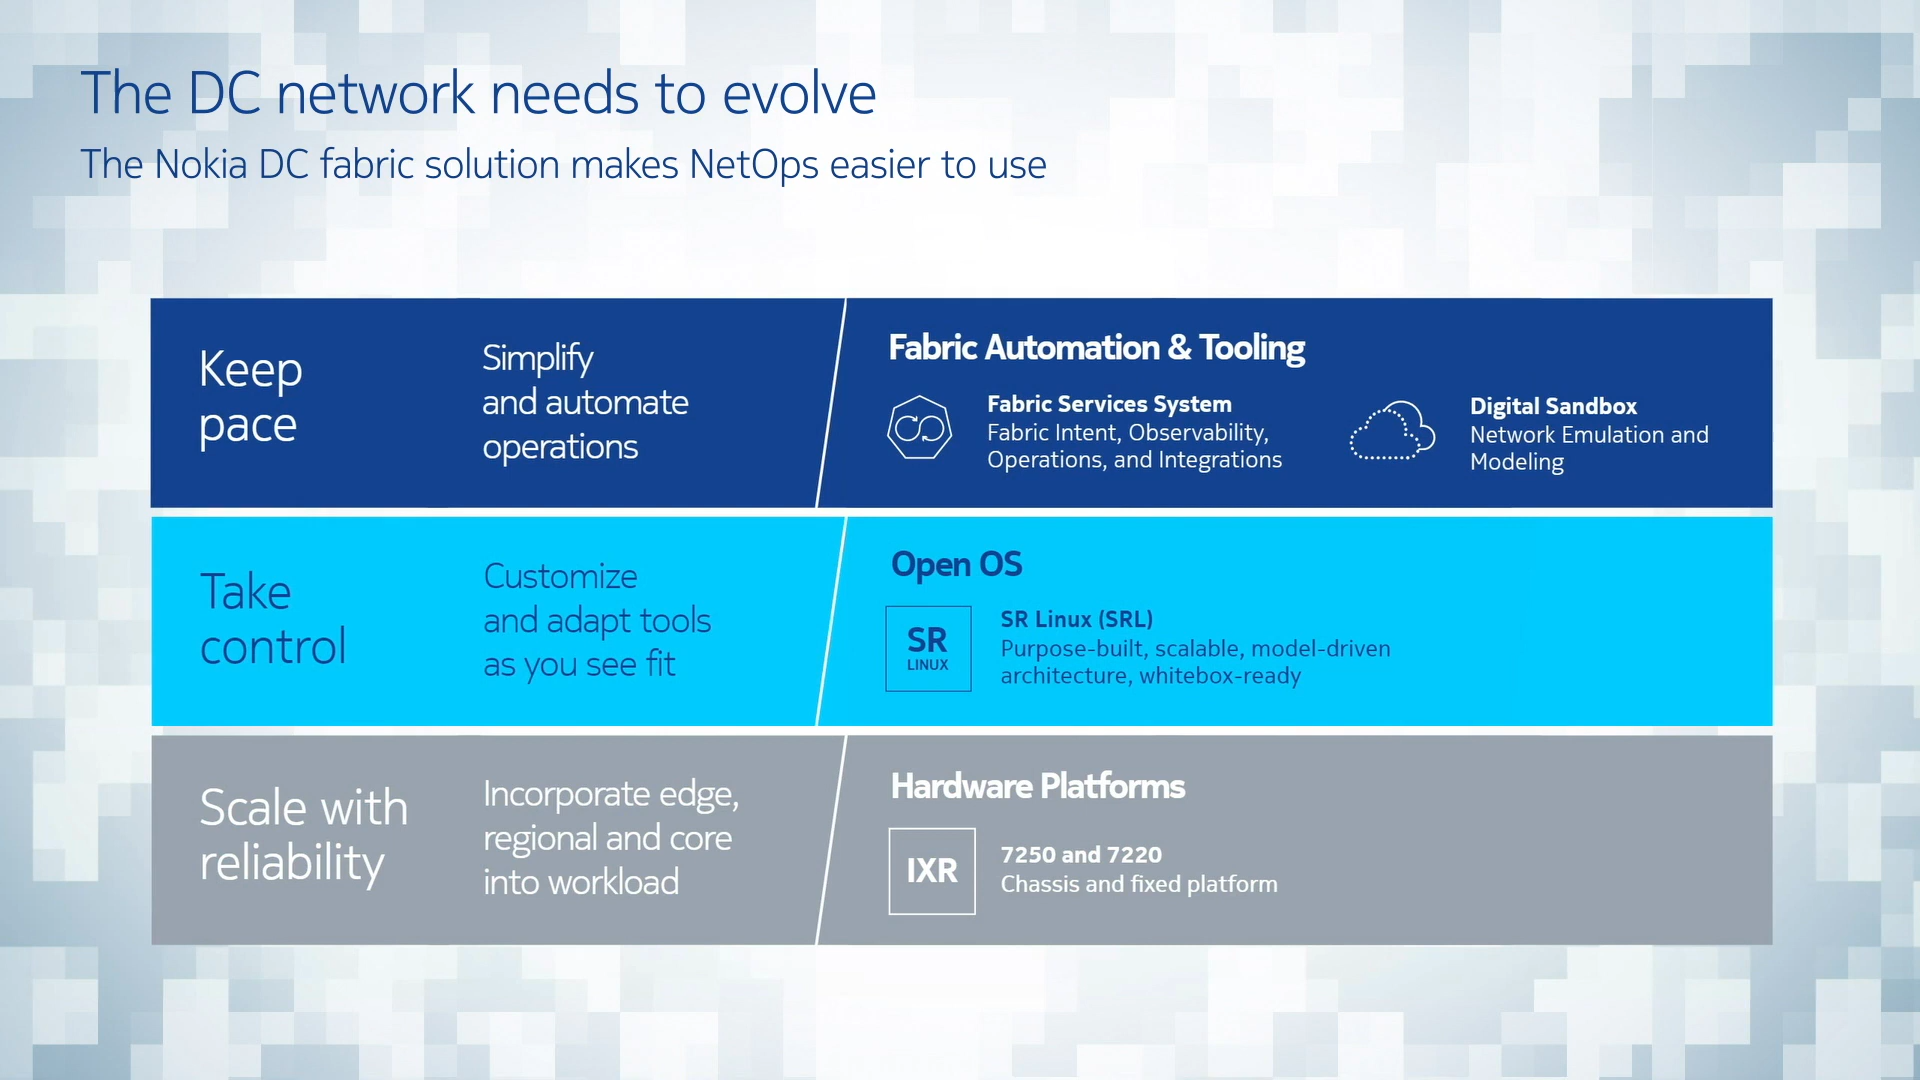 The DC network needs to evolve
The Nokia DC fabric solution makes NetOps easier to use
Keep
pace
Simplify
and automate
operations
Fabric Automation & Tooling
Fabric Services System
Fabric Intent, Observability,
Operations, and Integrations
Digital Sandbox
Network Emulation and
Modeling
Take
control
Customize
and adapt tools
as you see fit
Open OS
SR
LINUX
SR Linux (SRL)
Purpose-built, scalable, model-driven
architecture, whitebox-ready
Scale with
reliability
Incorporate edge,
regional and core
into workload
Hardware Platforms
IXR
7250 and 7220
Chassis and fixed platform